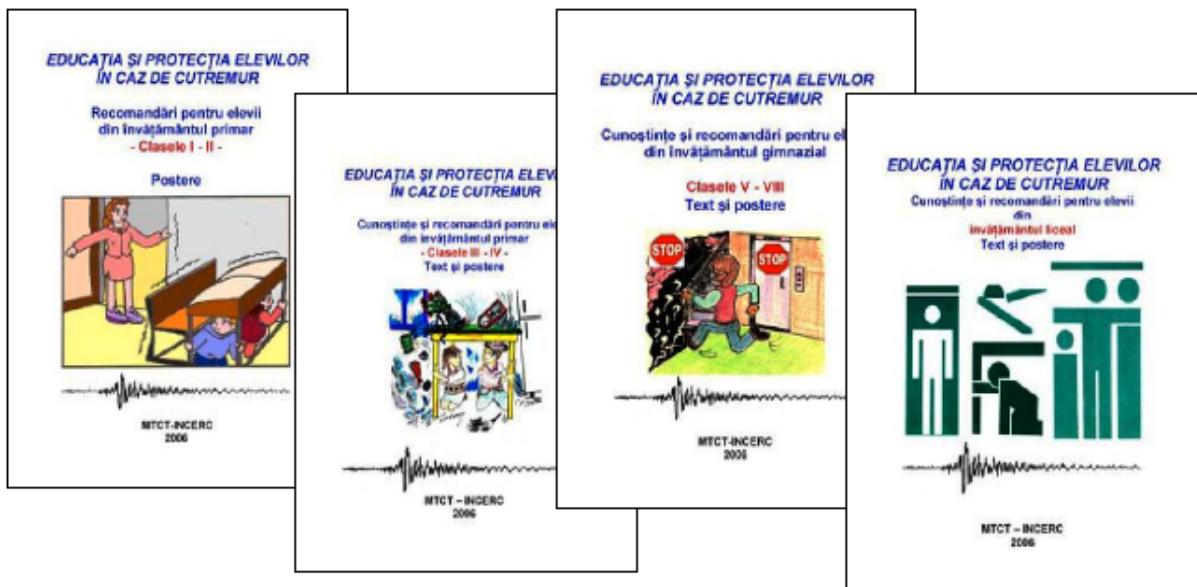 EDUCAȚIA ȘI PROTECȚIA ELEVILOR
ÎN CAZ DE CUTREMUR
Recomandări pentru elevii
din învățământul primar
- Clasele I - II -
Postere
MTCT-INCERC
2006
EDUCAȚIA ȘI PROTECȚIA
ÎN CAZ DE CUTREMUR
Cunoștințe și recomandări pentru
din învățământul primar
- Clasele III - IV -
Text și postere
MTCT – INCERC
2006
EDUCAȚIA ȘI PROTECȚIA ELEVILOR
ÎN CAZ DE CUTREMUR
Cunoștințe și recomandări pentru
din învățământul gimnazial
Clasele V - VIII
Text și postere
STOP
STOP
MTCT-INCERC
2006
EDUCAȚIA ȘI PROTECȚIA ELEVILOR
ÎN CAZ DE CUTREMUR
Cunoștințe și recomandări pentru elevii
din
învățământul liceal
Text și postere
MTCT – INCERC
2006